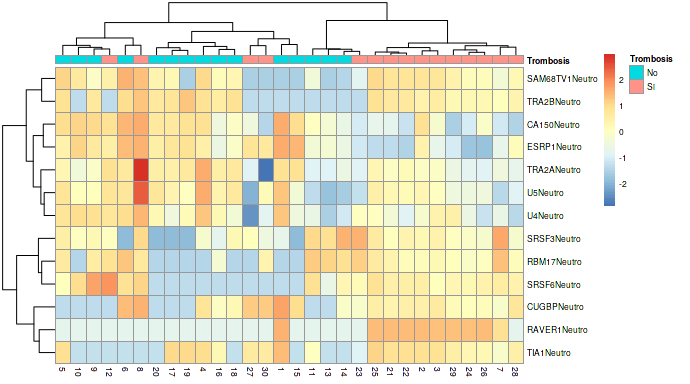 Trombosis
Trombosis
No
Si
SAM68TV1Neutro
TRA2BNeutro
CA150Neutro
ESRP1Neutro
TRA2ANeutro
U5Neutro
U4Neutro
SRSF3Neutro
RBM17Neutro
SRSF6Neutro
CUGBPNeutro
RAVER1Neutro
TIA1Neutro
2
1
0
-1
-2
5 10 9 12 6 8 20 17 19 4 16 18 27 30 1 15 11 13 14 23 25 21 22 2 3 29 24 26 7 28